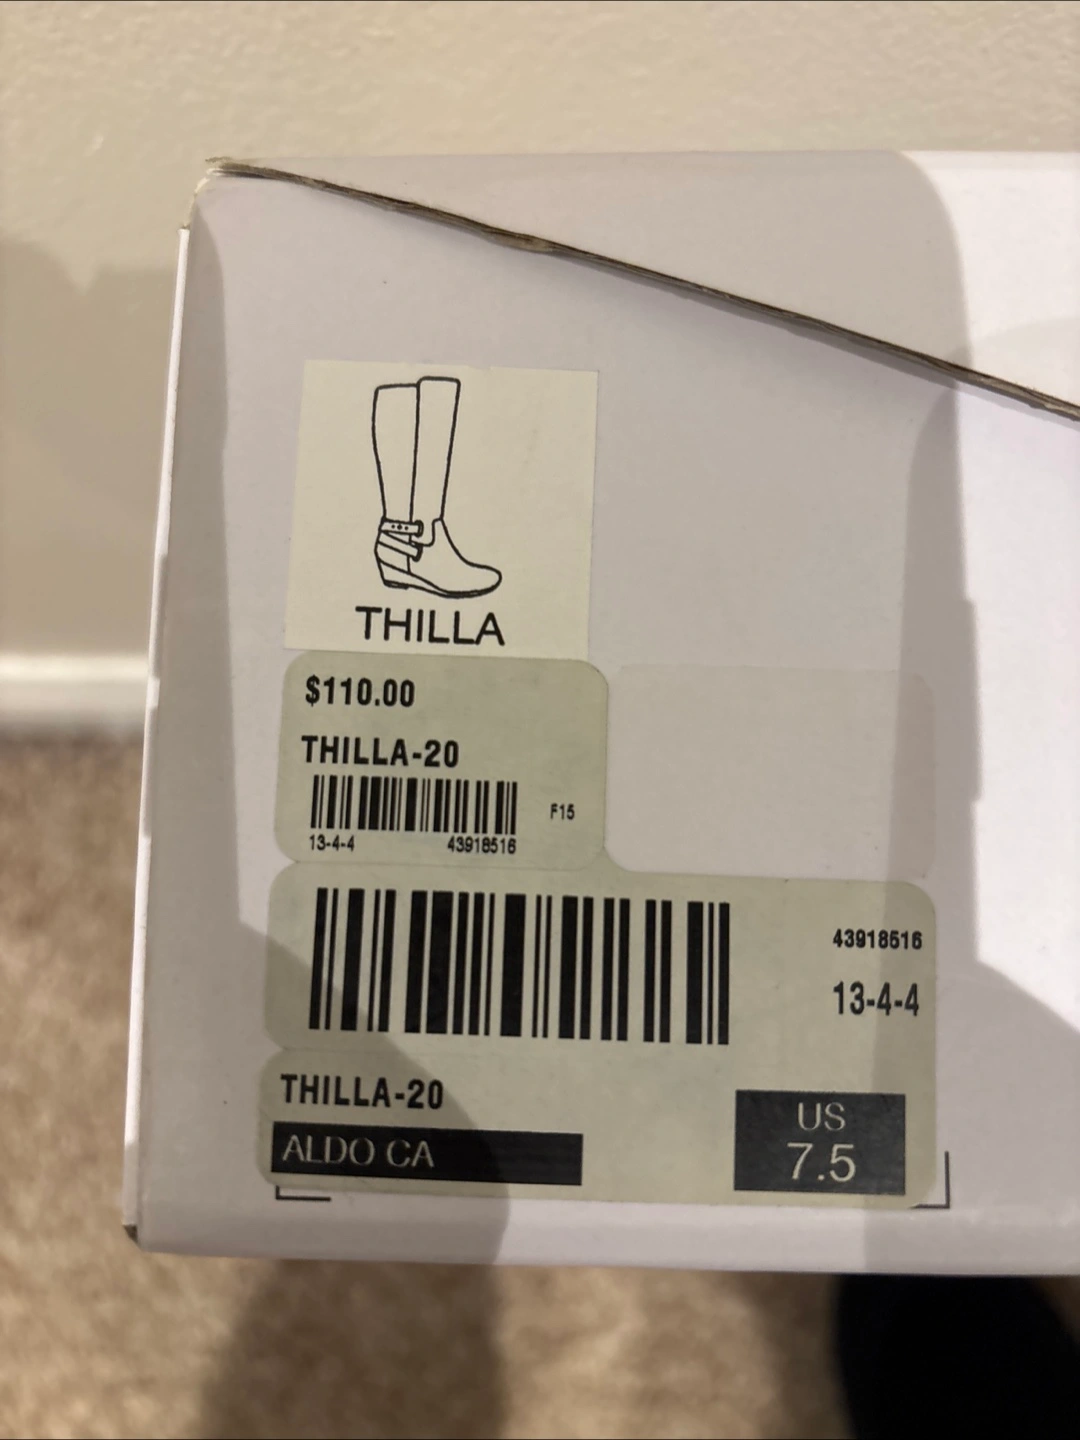 THILLA
$110.00
THILLA-20
F15
13-4-4 43918516
43918516
13-4-4
THILLA-20
ALDO CA
US
7.5